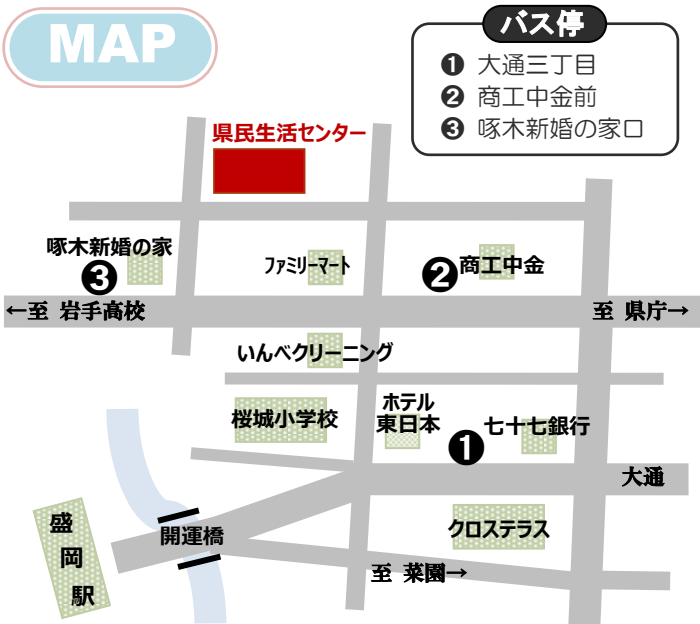 MAP
バス停
❶ 大通三丁目
❷ 商工中金前
❸ 啄木新婚の家口
県民生活センター
啄木新婚の家
❸
ファミリーマート
❷
商工中金
←至 岩手高校
至 県庁→
いんべクリーニング
桜城小学校
ホテル
東日本
❶
七十七銀行
大通
盛岡駅
開運橋
クロステラス
至 菜園→